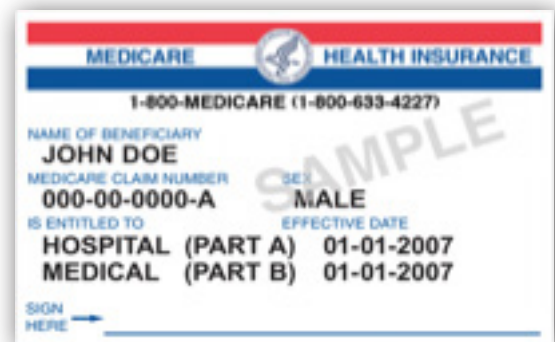 MEDICARE HEALTH INSURANCE
1-800-MEDICARE (1-800-633-4227)
NAME OF BENEFICIARY
JOHN DOE
MEDICARE CLAIM NUMBER SEX
000-00-0000-A MALE
IS ENTITLED TO EFFECTIVE DATE
HOSPITAL (PART A) 01-01-2007
MEDICAL (PART B) 01-01-2007
SIGN
HERE
SAMPLE